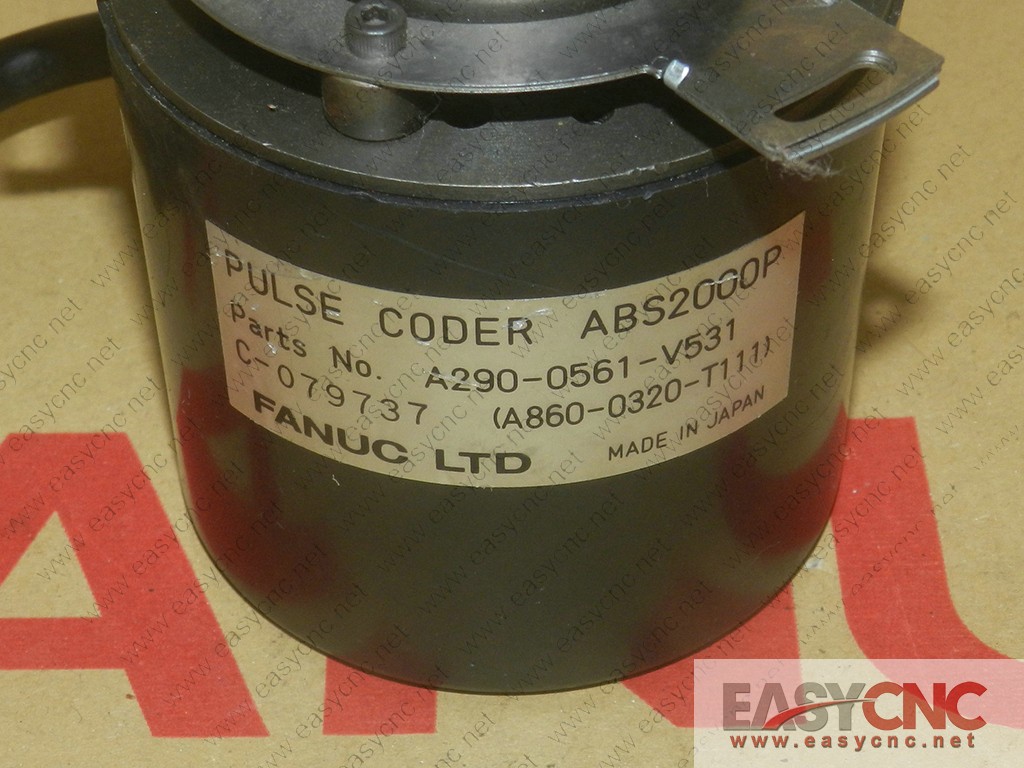 PULSE CODER ABS2000P
Parts No. A290-0561-V531
C-079737 (A860-0320-T111)
FANUC LTD MADE IN JAPAN
ANU
EASYCNC
www.easycnc.net